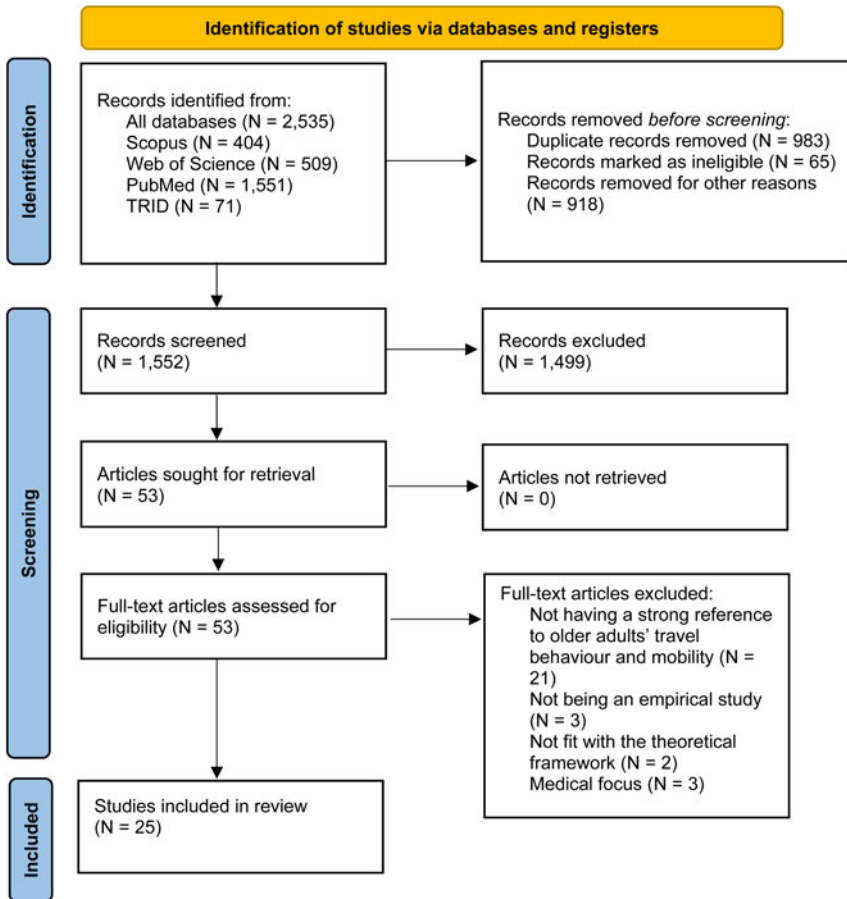 Identification of studies via databases and registers
Identification
Records identified from:
All databases (N = 2,535)
Scopus (N = 404)
Web of Science (N = 509)
PubMed (N = 1,551)
TRID (N = 71)
Records removed before screening:
Duplicate records removed (N = 983)
Records marked as ineligible (N = 65)
Records removed for other reasons
(N = 918)
Screening
Records screened
(N = 1,552)
Records excluded
(N = 1,499)
Articles sought for retrieval
(N = 53)
Articles not retrieved
(N = 0)
Full-text articles assessed for
eligibility (N = 53)
Full-text articles excluded:
Not having a strong reference
to older adults’ travel
behaviour and mobility (N =
21)
Not being an empirical study
(N = 3)
Not fit with the theoretical
framework (N = 2)
Medical focus (N = 3)
Included
Studies included in review
(N = 25)